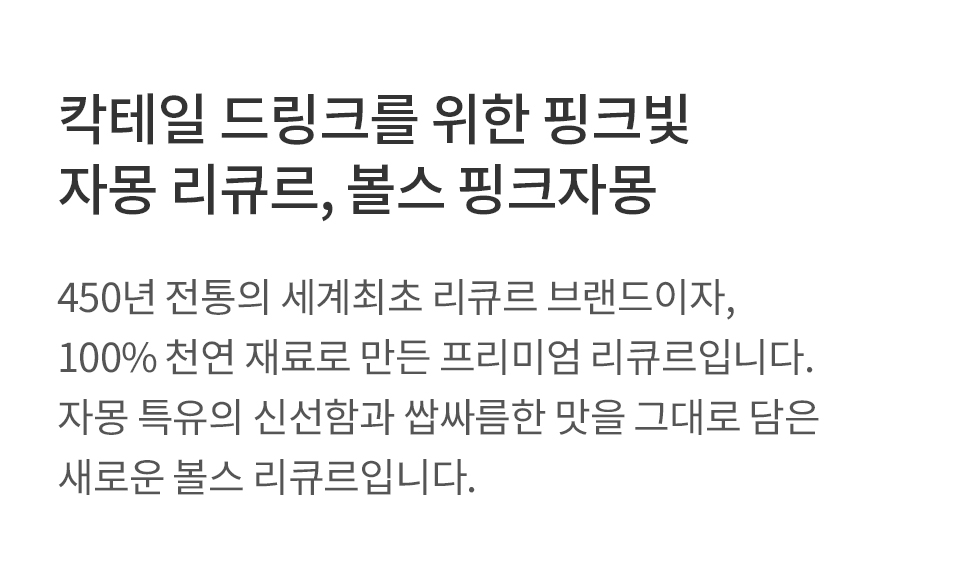 칵테일 드링크를 위한 핑크빛
자몽 리큐르, 볼스 핑크자몽
450년 전통의 세계최초 리큐르 브랜드이자,
100% 천연 재료로 만든 프리미엄 리큐르입니다.
자몽 특유의 신선함과 쌉싸름한 맛을 그대로 담은
새로운 볼스 리큐르입니다.